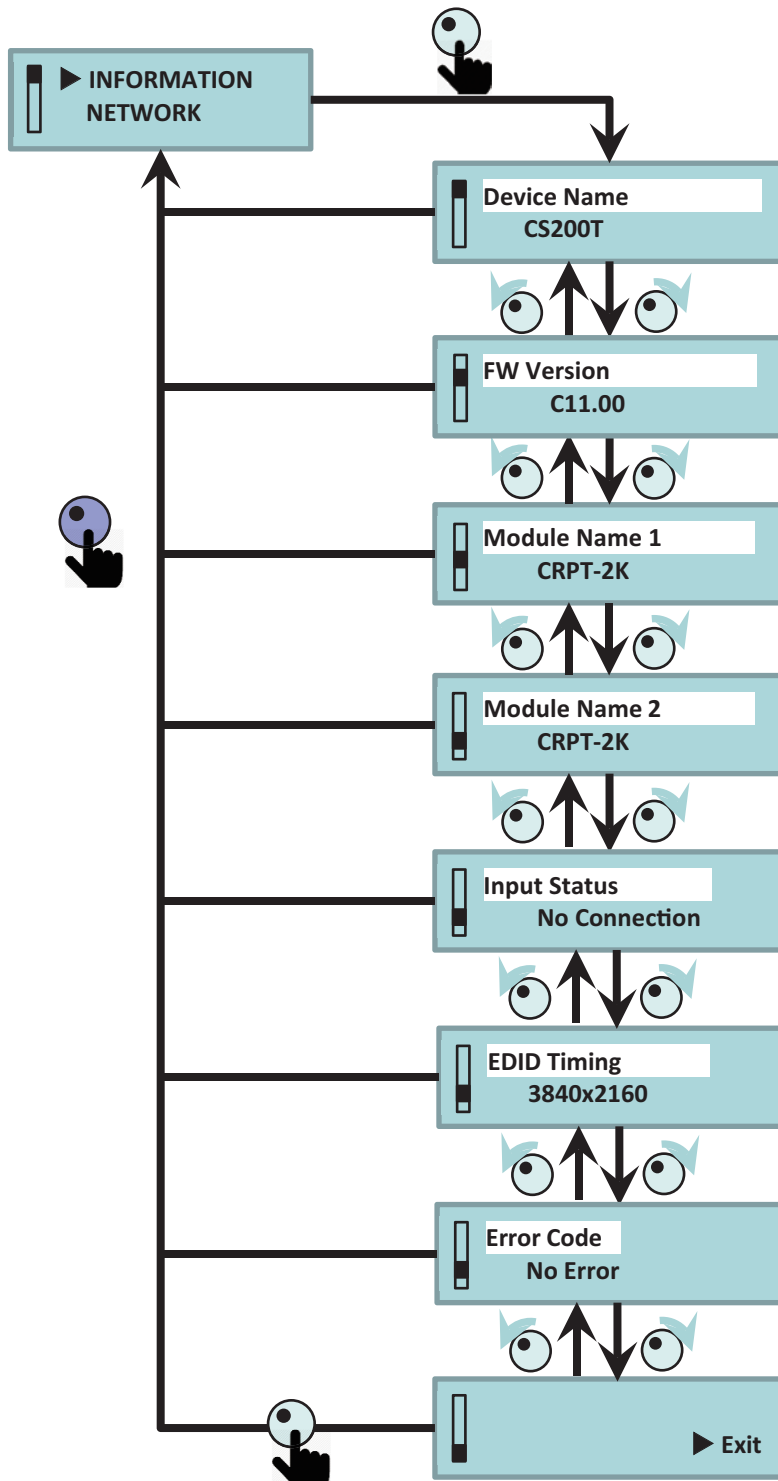 ▶ INFORMATION
NETWORK
Device Name
CS200T
FW Version
C11.00
Module Name 1
CRPT-2K
Module Name 2
CRPT-2K
Input Status
No Connection
EDID Timing
3840x2160
Error Code
No Error
▶ Exit